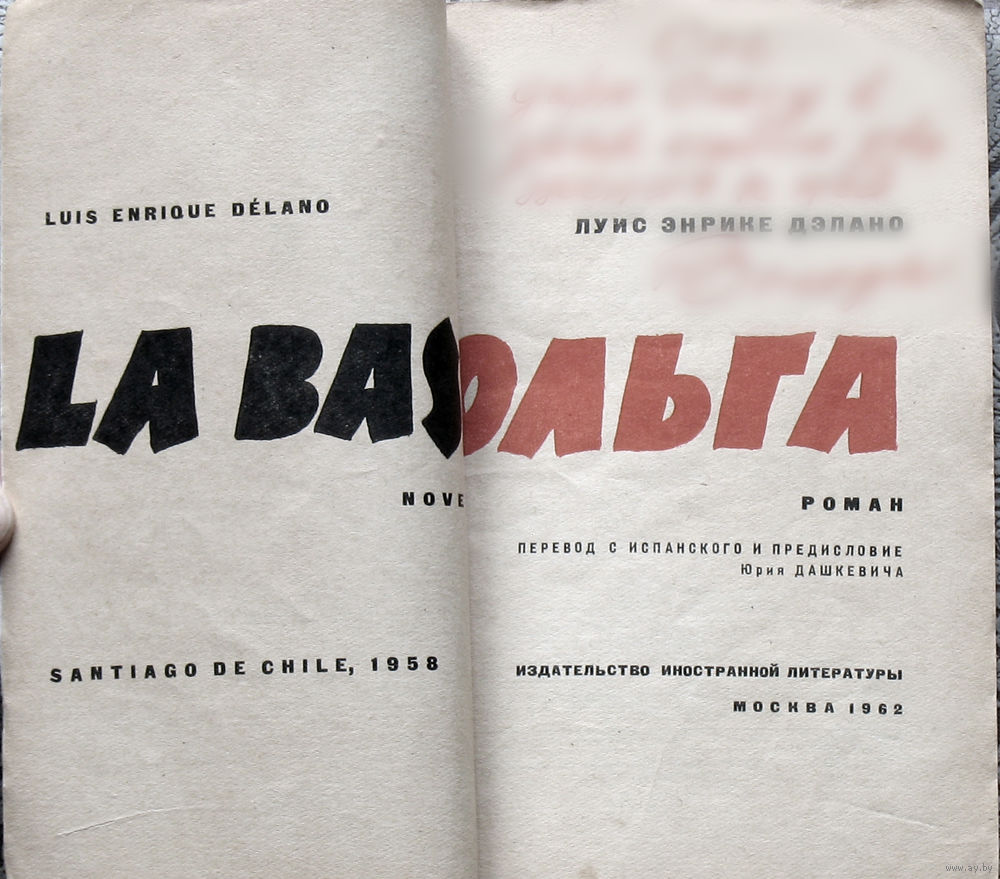 LUIS ENRIQUE DÉLANO
LA BAS
NOVE
SANTIAGO DE CHILE, 1958
ЛУИС ЭНРИКЕ ДЭЛАНО
ОЛЬГА
РОМАН
ПЕРЕВОД С ИСПАНСКОГО И ПРЕДИСЛОВИЕ
Юрия ДАШКЕВИЧА
ИЗДАТЕЛЬСТВО ИНОСТРАННОЙ ЛИТЕРАТУРЫ
МОСКВА 1962
www.ay.by